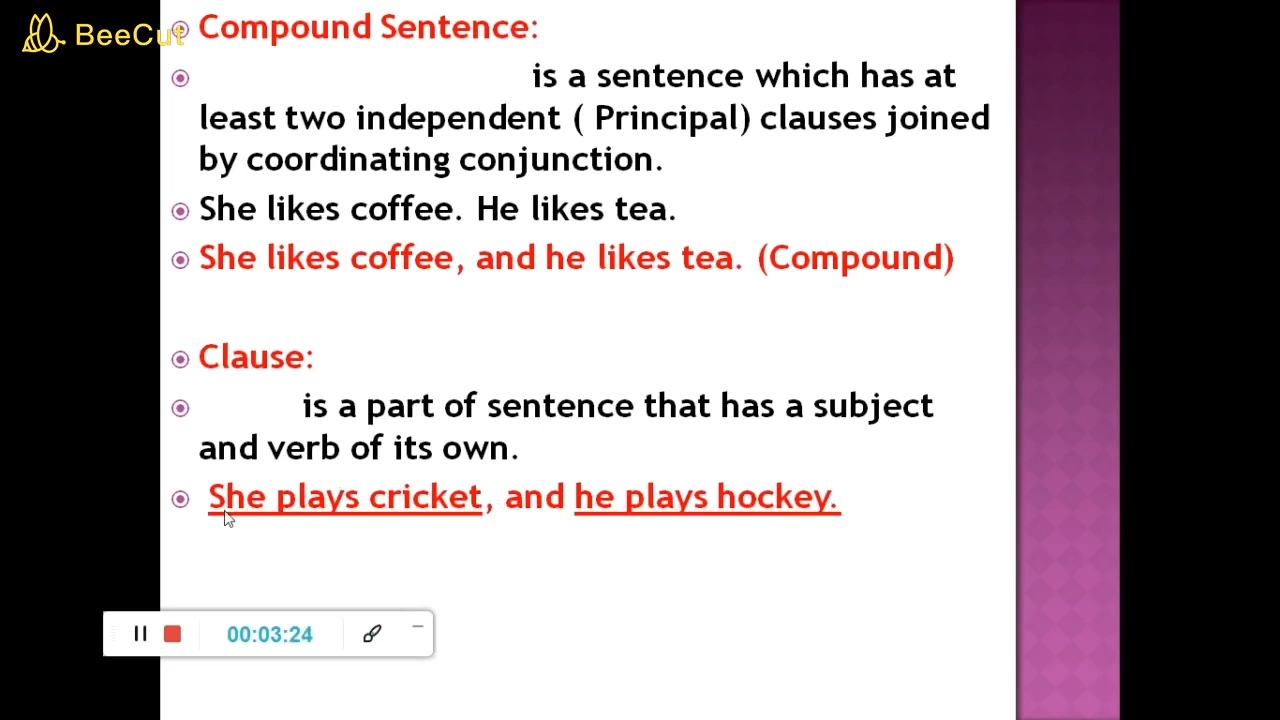 BeeCut
Compound Sentence:
is a sentence which has at
least two independent ( Principal) clauses joined
by coordinating conjunction.
She likes coffee. He likes tea.
She likes coffee, and he likes tea. (Compound)
Clause:
is a part of sentence that has a subject
and verb of its own.
She plays cricket, and he plays hockey.
00:03:24